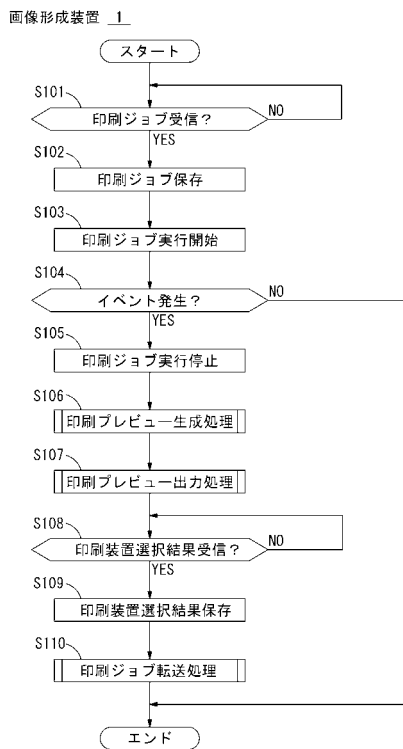 画像形成装置 1
スタート
S101
印刷ジョブ受信？
NO
YES
S102
印刷ジョブ保存
S103
印刷ジョブ実行開始
S104
イベント発生？
NO
YES
S105
印刷ジョブ実行停止
S106
印刷プレビュー生成処理
S107
印刷プレビュー出力処理
S108
印刷装置選択結果受信？
NO
YES
S109
印刷装置選択結果保存
S110
印刷ジョブ転送処理
エンド